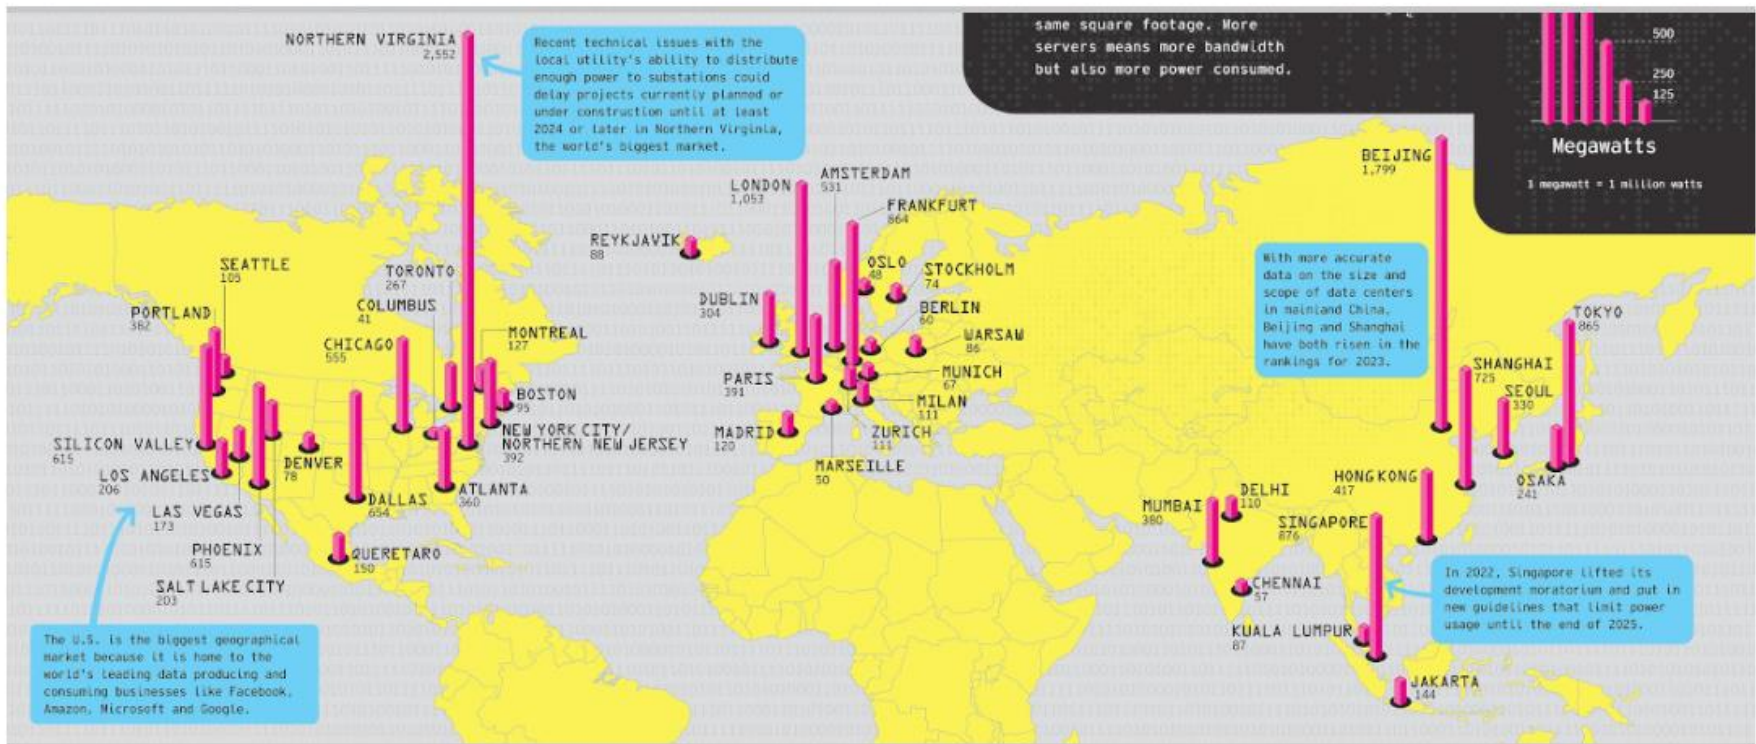 same square footage. More
servers means more bandwidth
but also more power consumed.
500
250
125
Megawatts
1 megawatt = 1 million watts
NORTHERN VIRGINIA
2,552
Recent technical issues with the
local utility's ability to distribute
enough power to substations could
delay projects currently planned or
under construction until at least
2024 or later in Northern Virginia,
the world's biggest market.
BEIJING
1,799
LONDON
1,053
AMSTERDAM
531
FRANKFURT
864
REYKJAVIK
88
OSLO
48
STOCKHOLM
74
DUBLIN
304
BERLIN
60
WARSAW
86
MUNICH
67
PARIS
391
MILAN
111
MADRID
120
ZURICH
111
MARSEILLE
50
With more accurate
data on the size and
scope of data centers
in mainland China,
Beijing and Shanghai
have both risen in the
rankings for 2023.
TOKYO
865
SHANGHAI
725
SEOUL
330
OSAKA
241
HONG KONG
417
SEATTLE
105
TORONTO
267
PORTLAND
382
COLUMBUS
41
CHICAGO
555
MONTREAL
127
BOSTON
95
NEW YORK CITY/
NORTHERN NEW JERSEY
392
SILICON VALLEY
615
LOS ANGELES
206
DENVER
78
DALLAS
654
ATLANTA
360
LAS VEGAS
173
PHOENIX
615
QUERETARO
150
SALT LAKE CITY
203
MUMBAI
380
DELHI
110
SINGAPORE
876
CHENNAI
57
KUALA LUMPUR
87
JAKARTA
144
In 2022, Singapore lifted its
development moratorium and put in
new guidelines that limit power
usage until the end of 2025.
The U.S. is the biggest geographical
market because it is home to the
world's leading data producing and
consuming businesses like Facebook,
Amazon, Microsoft and Google.